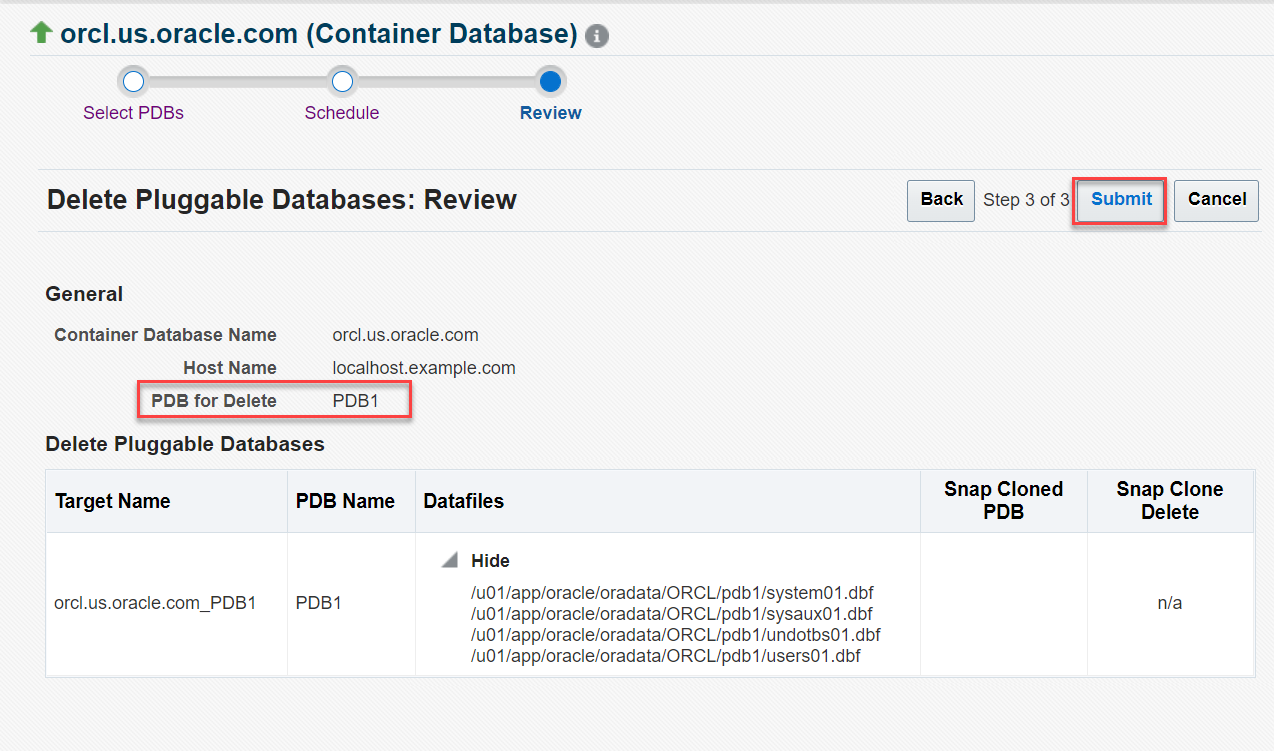 orcl.us.oracle.com (Container Database) i
Select PDBs
Schedule
Review
Delete Pluggable Databases: Review
Back
Step 3 of 3
Submit
Cancel
General
Container Database Name orcl.us.oracle.com
Host Name localhost.example.com
PDB for Delete PDB1
Delete Pluggable Databases
Target Name
PDB Name
Datafiles
Snap Cloned
PDB
Snap Clone
Delete
orcl.us.oracle.com_PDB1
PDB1
Hide
/u01/app/oracle/oradata/ORCL/pdb1/system01.dbf
/u01/app/oracle/oradata/ORCL/pdb1/sysaux01.dbf
/u01/app/oracle/oradata/ORCL/pdb1/undotbs01.dbf
/u01/app/oracle/oradata/ORCL/pdb1/users01.dbf
n/a